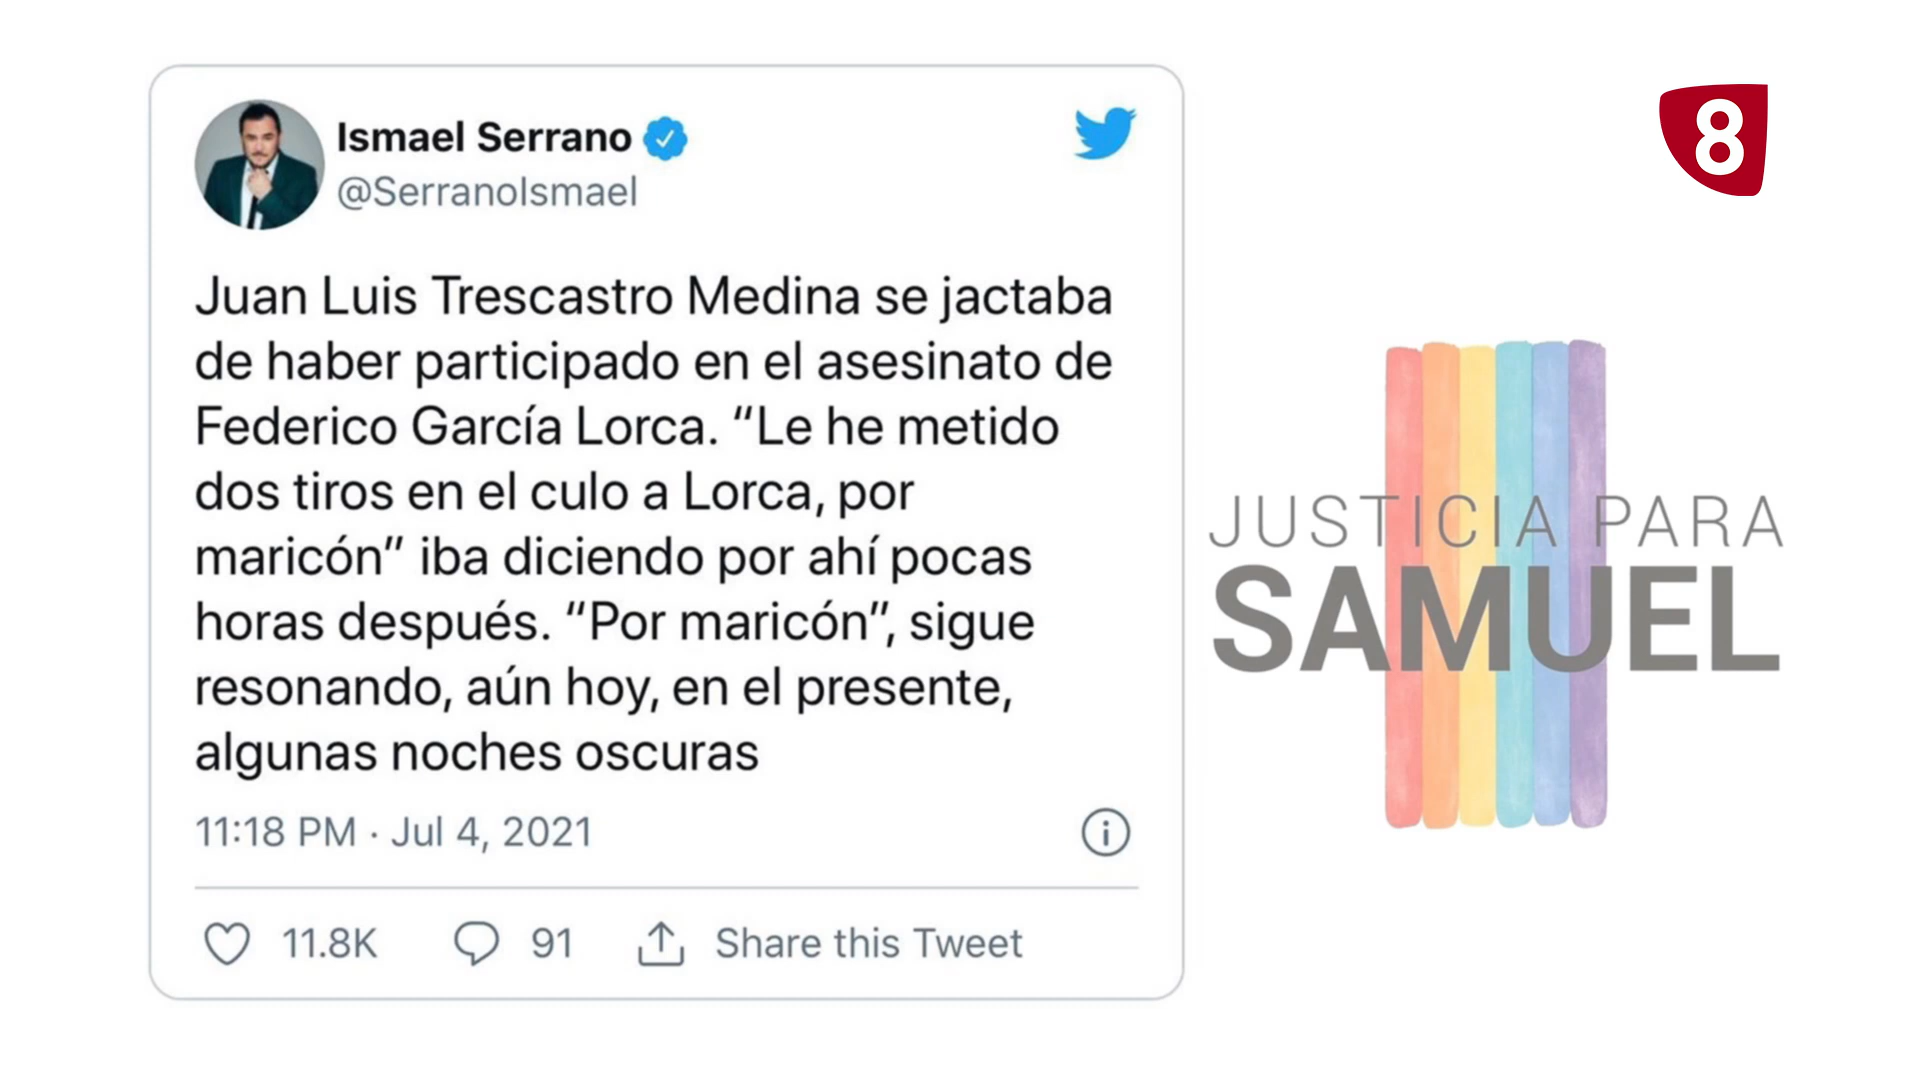 Ismael Serrano
@SerranoIsmael
Juan Luis Trescastro Medina se jactaba
de haber participado en el asesinato de
Federico García Lorca. “Le he metido
dos tiros en el culo a Lorca, por
maricón” iba diciendo por ahí pocas
horas después. “Por maricón”, sigue
resonando, aún hoy, en el presente,
algunas noches oscuras
11:18 PM · Jul 4, 2021
11.8K 91 Share this Tweet
8
JUSTICIA PARA
SAMUEL